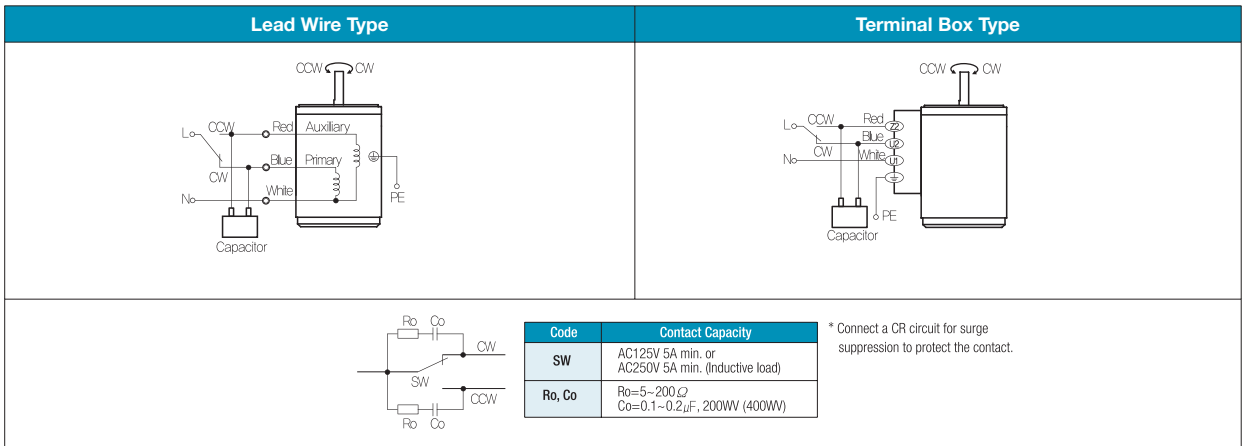 Lead Wire Type
Terminal Box Type
CCW CW
L CCW Red Auxiliary
Blue Primary
CW
White
N
PE
Capacitor
CCW CW
L CCW Red Z2
Blue U2
CW
N White U1
PE
Capacitor
Ro Co
CW
SW
CCW
Ro Co
Code Contact Capacity
SW AC125V 5A min. or
AC250V 5A min. (Inductive load)
Ro, Co Ro=5~200Ω
Co=0.1~0.2μF, 200WV (400WV)
* Connect a CR circuit for surge
suppression to protect the contact.